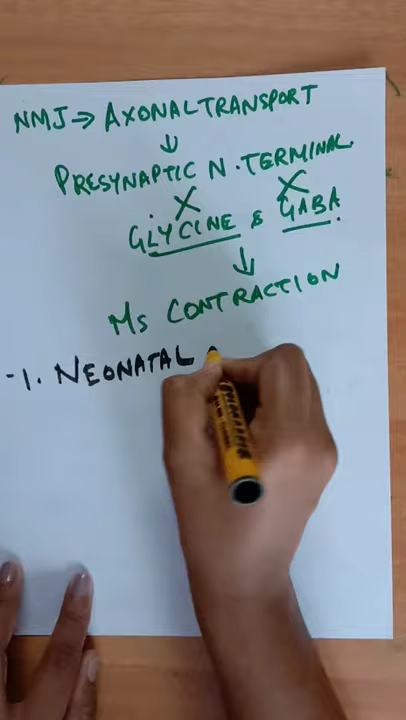 NMJ → AXONAL TRANSPORT
↓
PRESYNAPTIC N. TERMINAL
X X
GLYCINE & GABA
↓
Ms CONTRACTION
-1. NEONATAL